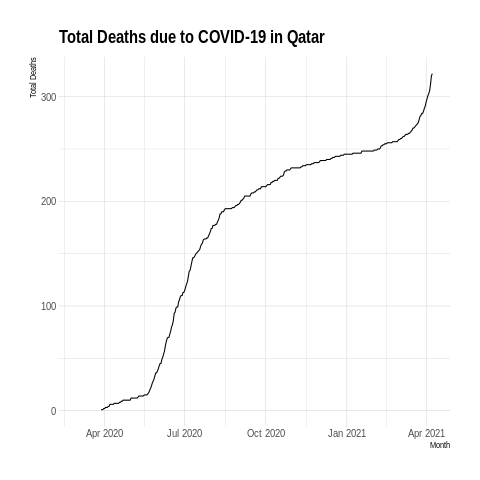 Total Deaths due to COVID-19 in Qatar
Total Deaths
300
200
100
0
Apr 2020 Jul 2020 Oct 2020 Jan 2021 Apr 2021
Month